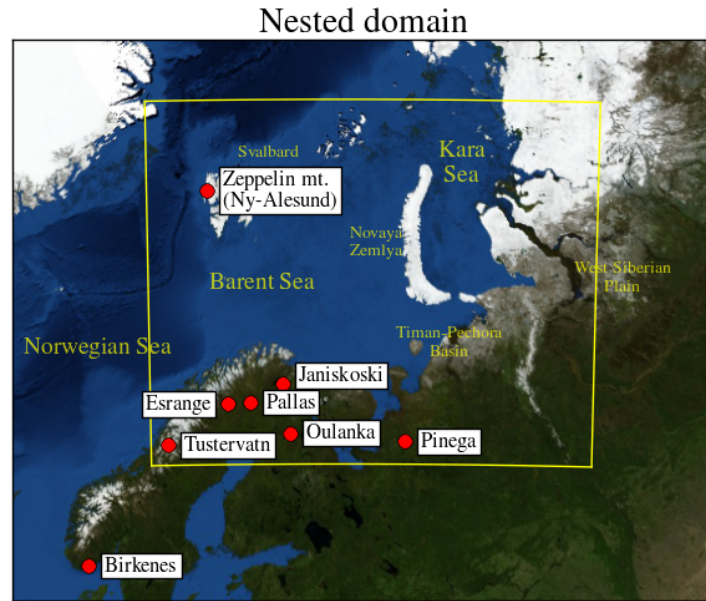 Nested domain
Svalbard
Kara
Sea
Zeppelin mt.
(Ny-Alesund)
Novaya
Zemlya
West Siberian
Plain
Barent Sea
Timan-Pechora
Basin
Norwegian Sea
Janiskoski
Esrange
Pallas
Oulanka
Tustervatn
Pinega
Birkenes